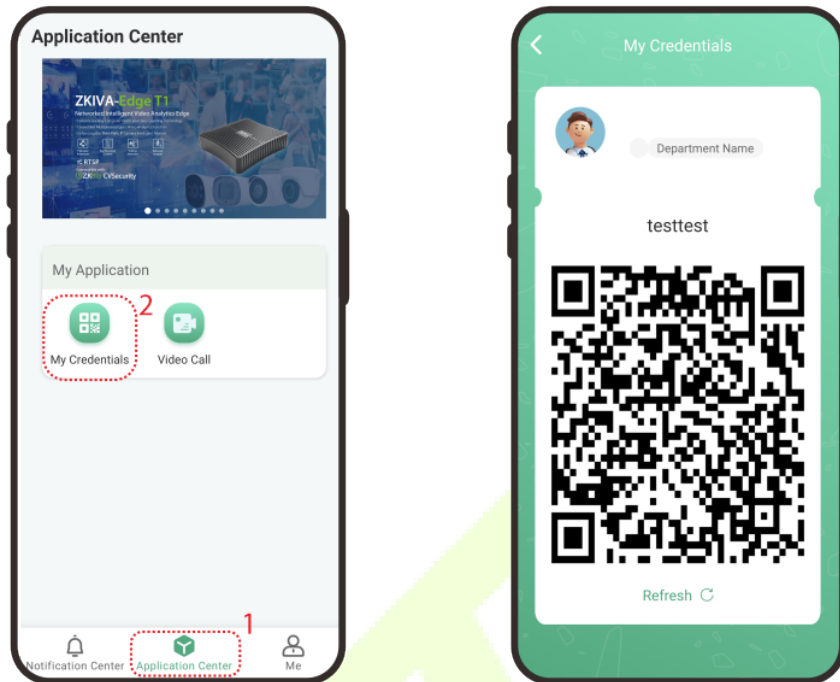 Application Center
ZKIVA-Edge T1
Networked Intelligent Video Analytics Edge
RTSP
My Application
2
My Credentials
Video Call
1
Notification Center
Application Center
Me
My Credentials
Department Name
testtest
Refresh